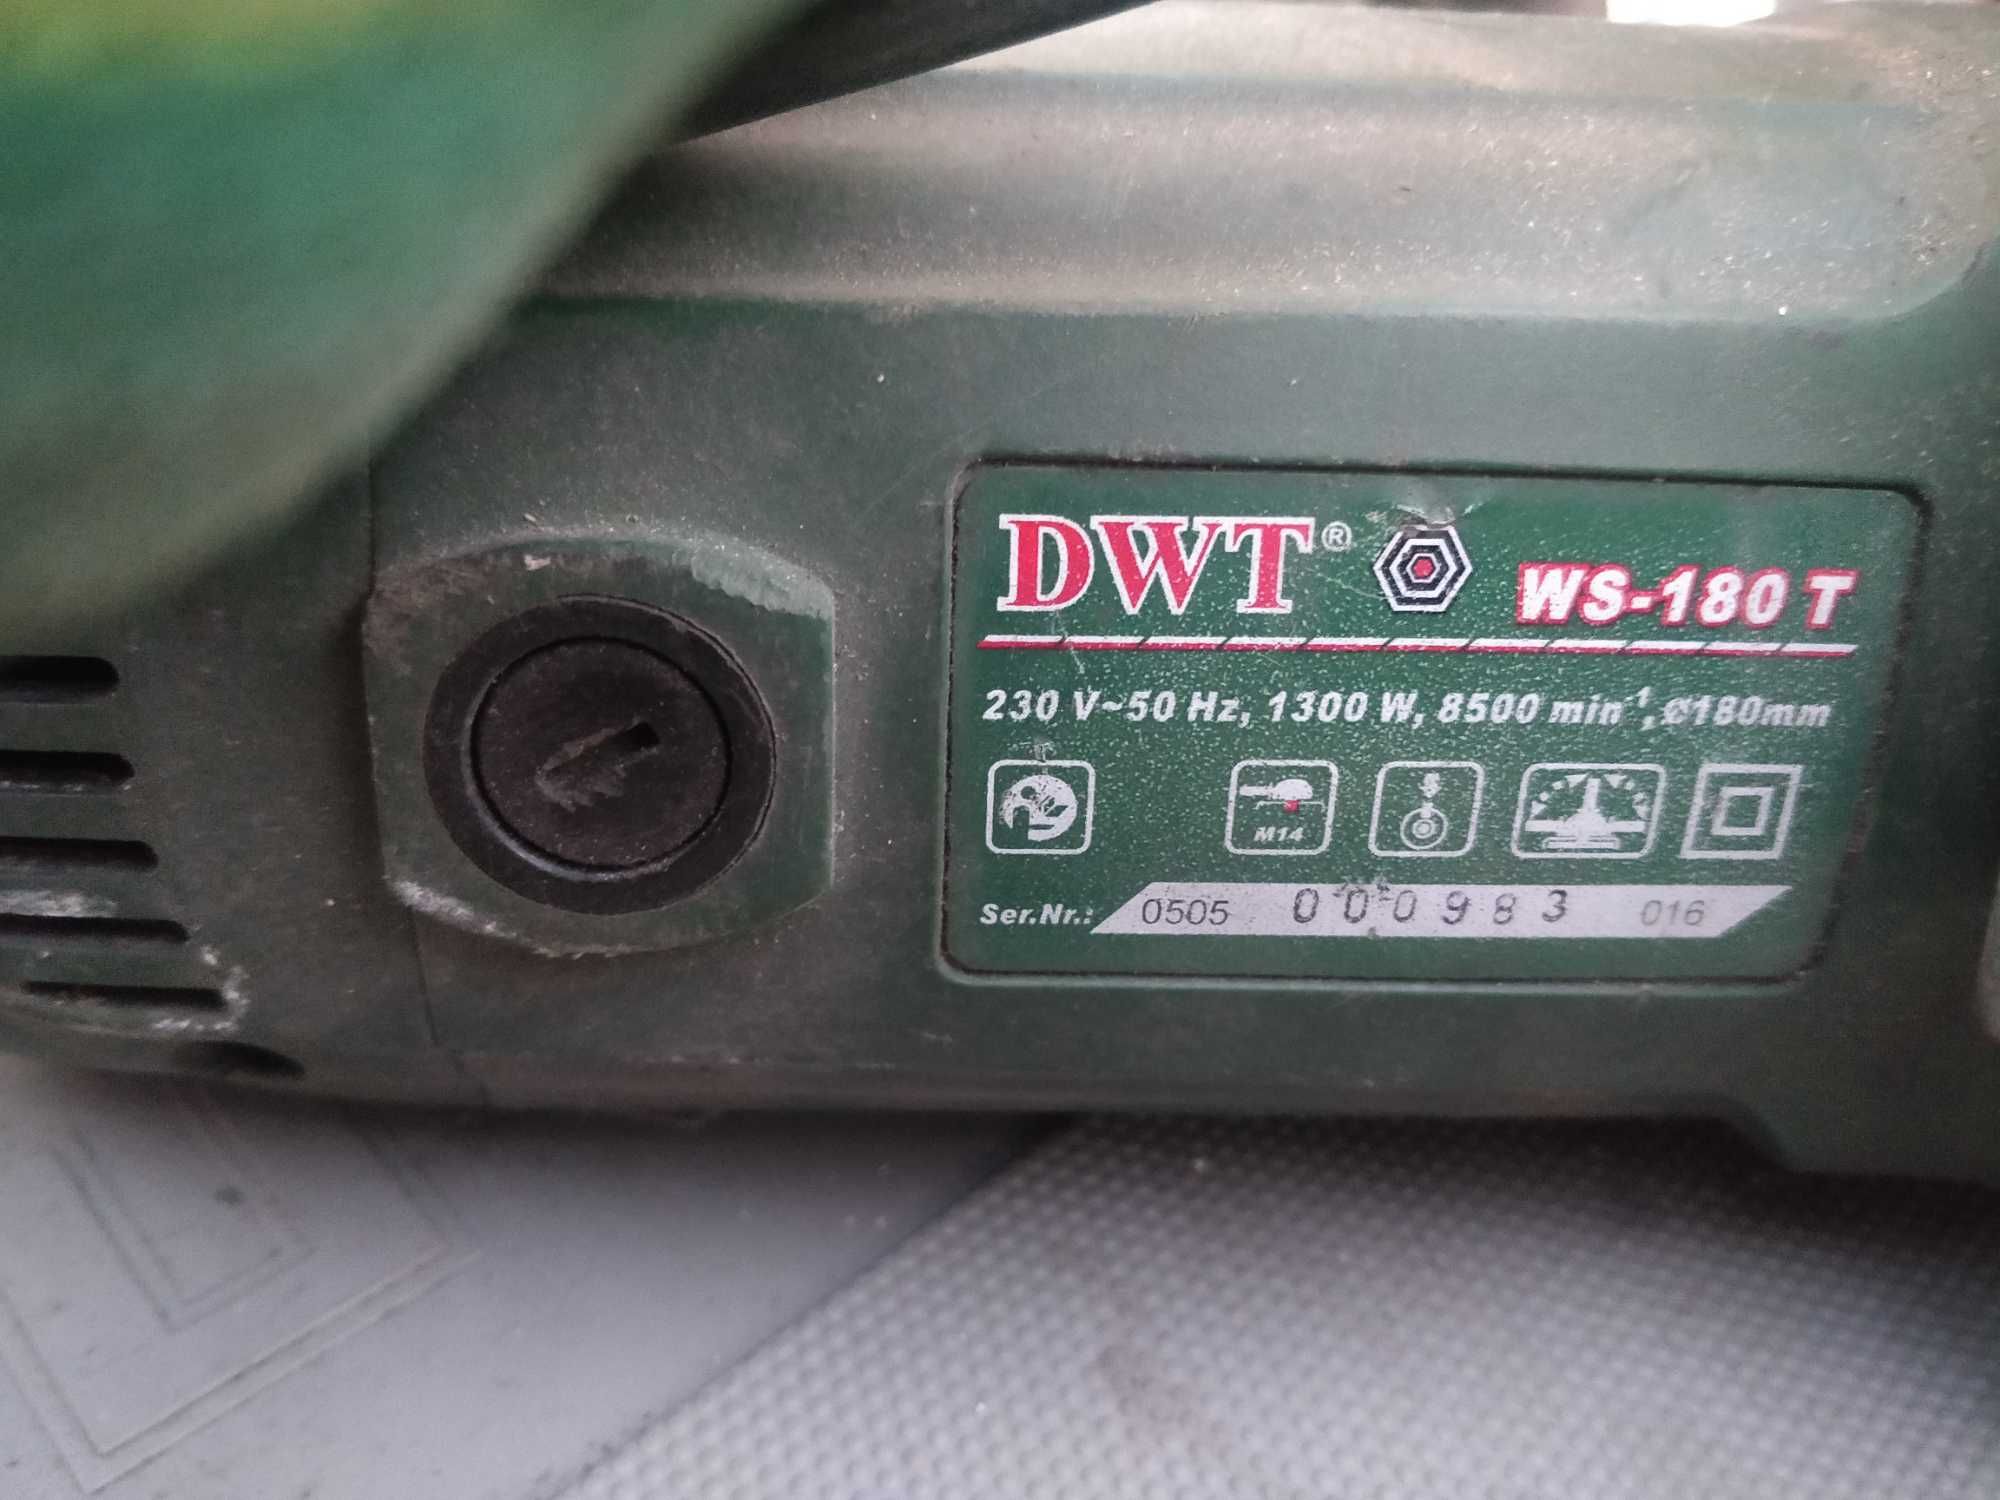 DWT® WS-180 T
230 V~50 Hz, 1300 W, 8500 min⁻¹, ø180mm
M14
Ser.Nr.: 0505 000983 016